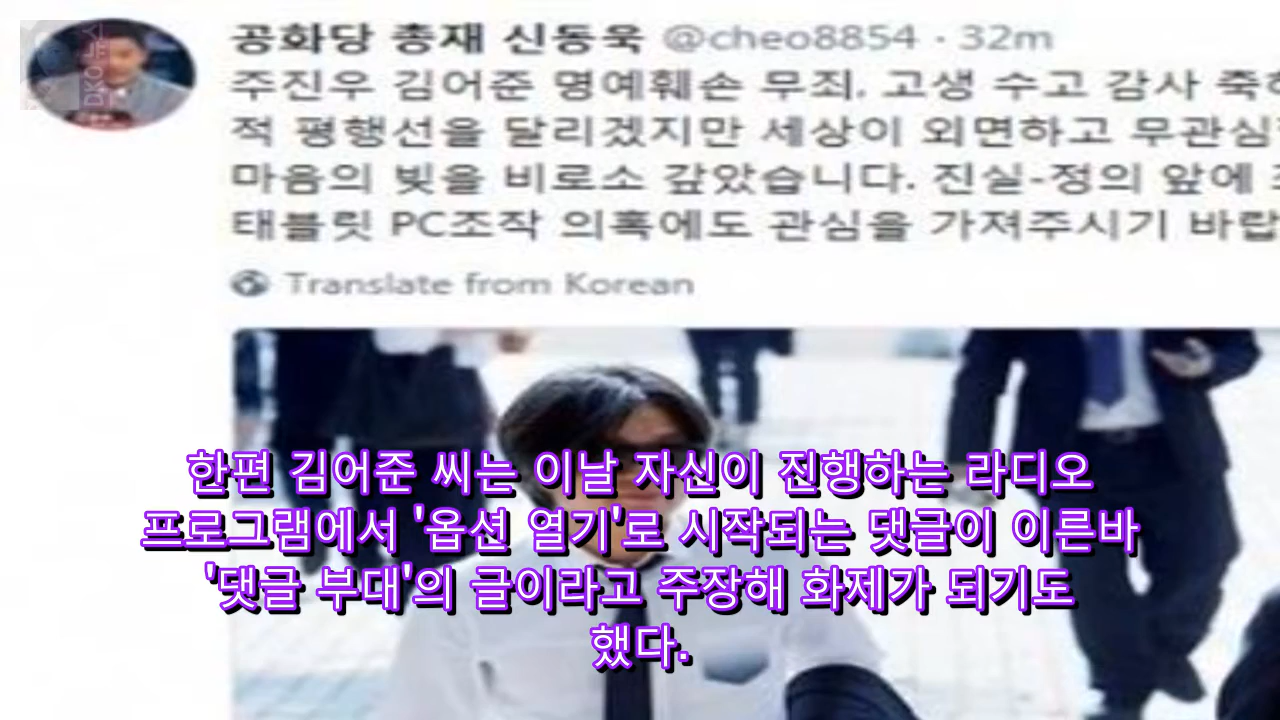 DKO 뉴스
공화당 총재 신동욱 @cheo8854 · 32m
주진우 김어준 명예훼손 무죄. 고생 수고 감사
적 평행선을 달리겠지만 세상이 외면하고 무관심
마음의 빚을 비로소 갚았습니다. 진실-정의 앞에
태블릿 PC조작 의혹에도 관심을 가져주시기 바랍
Translate from Korean
한편 김어준 씨는 이날 자신이 진행하는 라디오
프로그램에서 '옵션 열기'로 시작되는 댓글이 이른바
'댓글 부대'의 글이라고 주장해 화제가 되기도
했다.